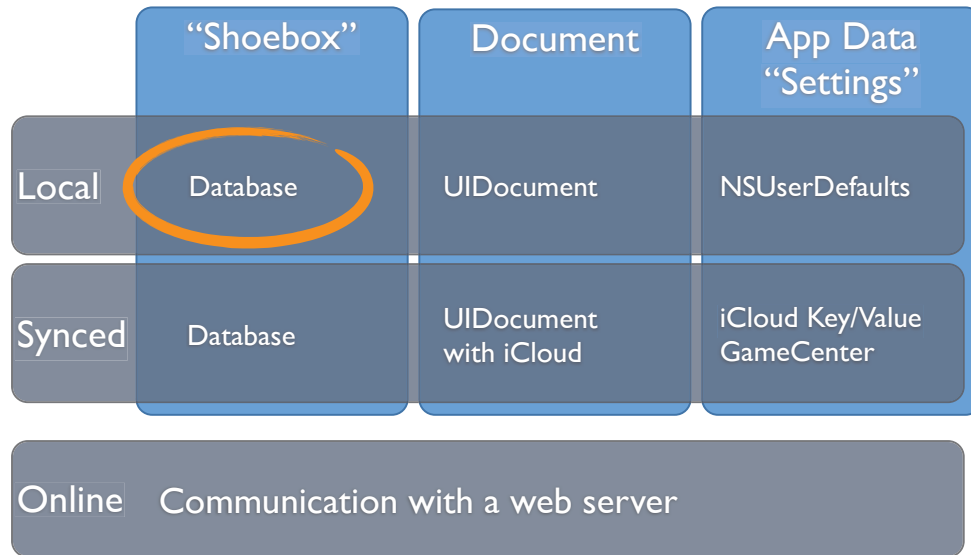 “Shoebox”
Document
App Data
“Settings”
Local
Database
UIDocument
NSUserDefaults
Synced
Database
UIDocument
with iCloud
iCloud Key/Value
GameCenter
Online
Communication with a web server